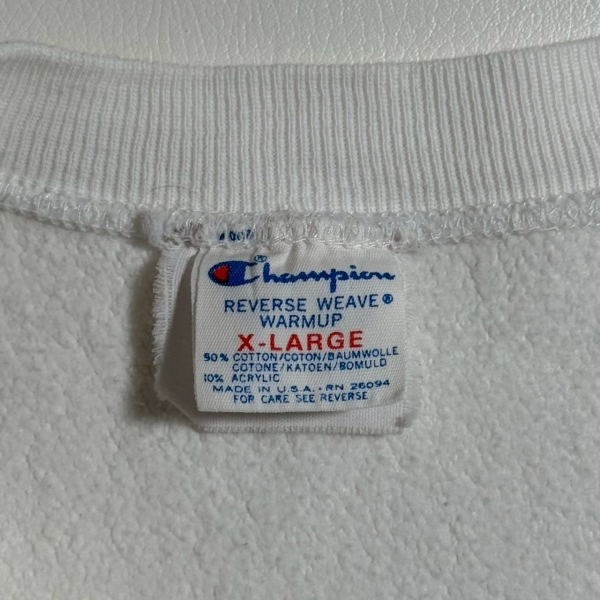 Champion®
REVERSE WEAVE®
WARMUP
X-LARGE
90% COTTON/COTON/BAUMWOLLE
COTONE/KATOEN/BOMULD
10% ACRYLIC
MADE IN U.S.A. - RN 26094
FOR CARE SEE REVERSE